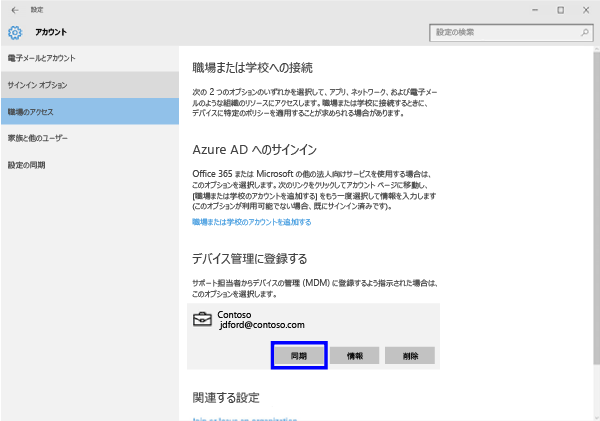 設定
アカウント
設定の検索
電子メールとアカウント
サインイン オプション
職場のアクセス
家族と他のユーザー
設定の同期
職場または学校への接続
次の 2 つのオプションのいずれかを選択して、アプリ、ネットワーク、および電子メー
ルのような組織のリソースにアクセスします。職場または学校に接続するときに、
デバイスに特定のポリシーを適用することが求められる場合があります。
Azure AD へのサインイン
Office 365 または Microsoft の他の法人向けサービスを使用する場合は、
このオプションを選択します。次のリンクをクリックしてアカウント ページに移動し、
[職場または学校のアカウントを追加する] をもう一度選択して情報を入力します
(このオプションが利用可能でない場合、既にサインイン済みです)。
職場または学校のアカウントを追加する
デバイス管理に登録する
サポート担当者からデバイスの管理 (MDM) に登録するよう指示された場合は、
このオプションを選択します。
Contoso
jdford@contoso.com
同期
情報
削除
関連する設定
Join or leave an organization